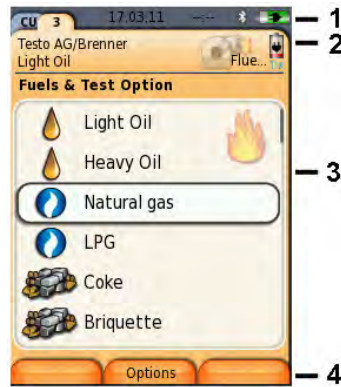 CU 3 17.03.11 --:-- 1
Testo AG/Brenner 2
Light Oil Flue...
Fuels & Test Option
Light Oil
Heavy Oil 3
Natural gas
LPG
Coke
Briquette
Options 4